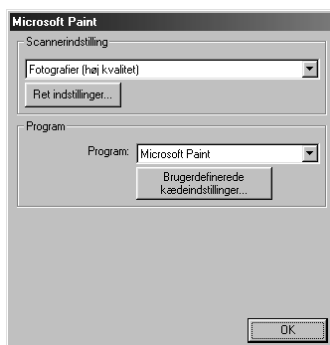 Microsoft Paint
Scannerindstilling
Fotografier (høj kvalitet)
Ret indstillinger...
Program
Program: Microsoft Paint
Brugerdefinerede
kædeindstillinger...
OK